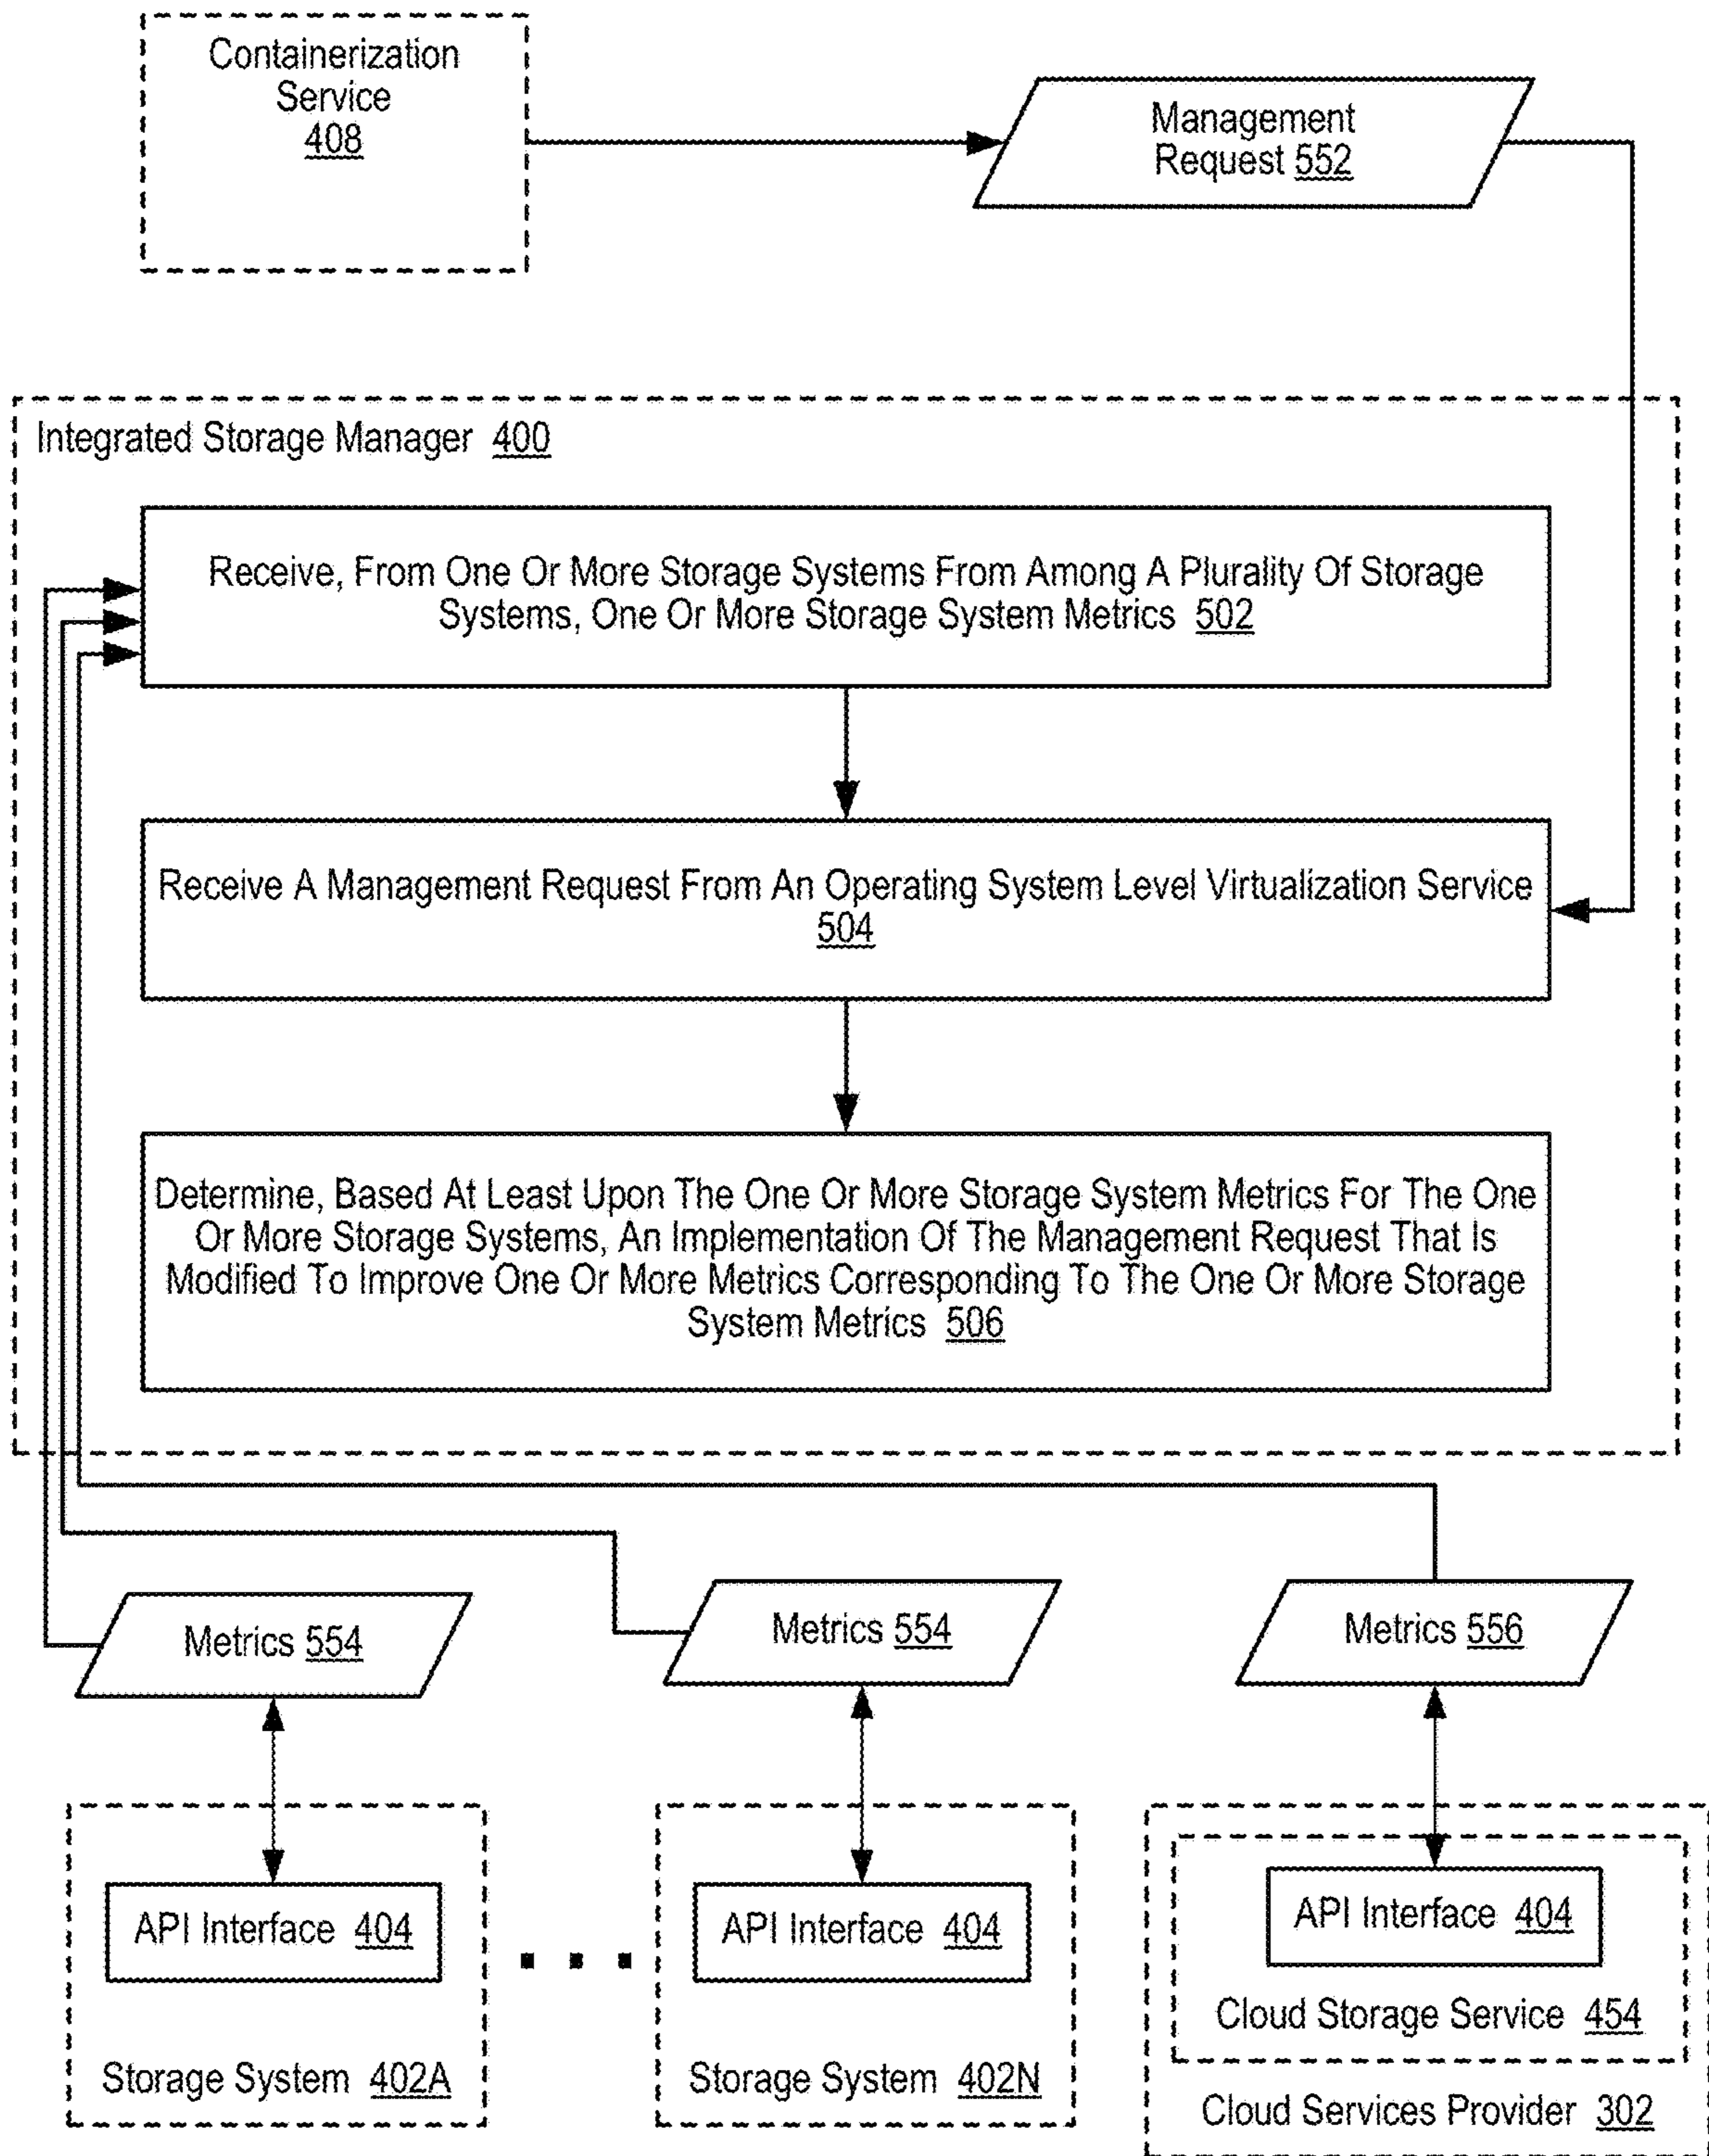 Containerization
Service
408
Management
Request 552
Integrated Storage Manager 400
Receive, From One Or More Storage Systems From Among A Plurality Of Storage
Systems, One Or More Storage System Metrics 502
Receive A Management Request From An Operating System Level Virtualization Service
504
Determine, Based At Least Upon The One Or More Storage System Metrics For The One
Or More Storage Systems, An Implementation Of The Management Request That Is
Modified To Improve One Or More Metrics Corresponding To The One Or More Storage
System Metrics 506
Metrics 554
Metrics 554
Metrics 556
API Interface 404
API Interface 404
API Interface 404
Cloud Storage Service 454
Storage System 402A
Storage System 402N
Cloud Services Provider 302